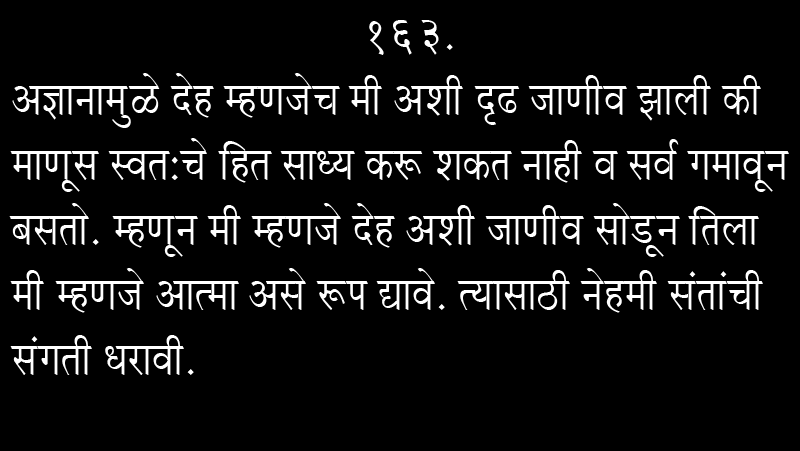 १६३.
अज्ञानामुळे देह म्हणजेच मी अशी दृढ जाणीव झाली की
माणूस स्वतःचे हित साध्य करू शकत नाही व सर्व गमावून
बसतो. म्हणून मी म्हणजे देह अशी जाणीव सोडून तिला
मी म्हणजे आत्मा असे रूप द्यावे. त्यासाठी नेहमी संतांची
संगती धरावी.